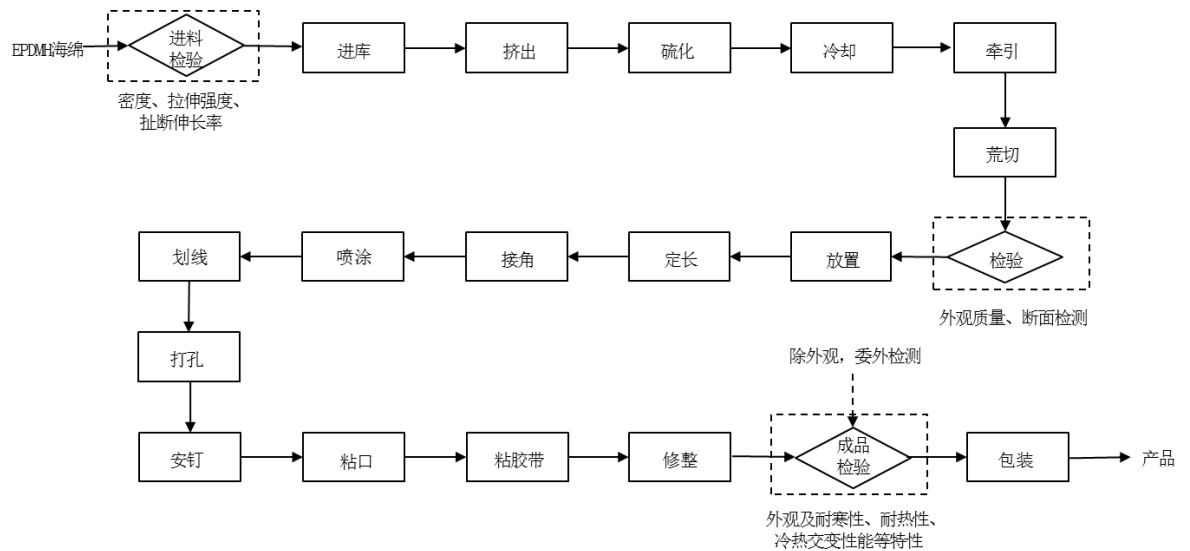 EPDMH海绵
进料
检验
进库
挤出
硫化
冷却
牵引
密度、拉伸强度、
扯断伸长率
荒切
划线
喷涂
接角
定长
放置
检验
外观质量、断面检测
打孔
除外观，委外检测
安钉
粘口
粘胶带
修整
成品
检验
包装
产品
外观及耐寒性、耐热性、
冷热交变性能等特性